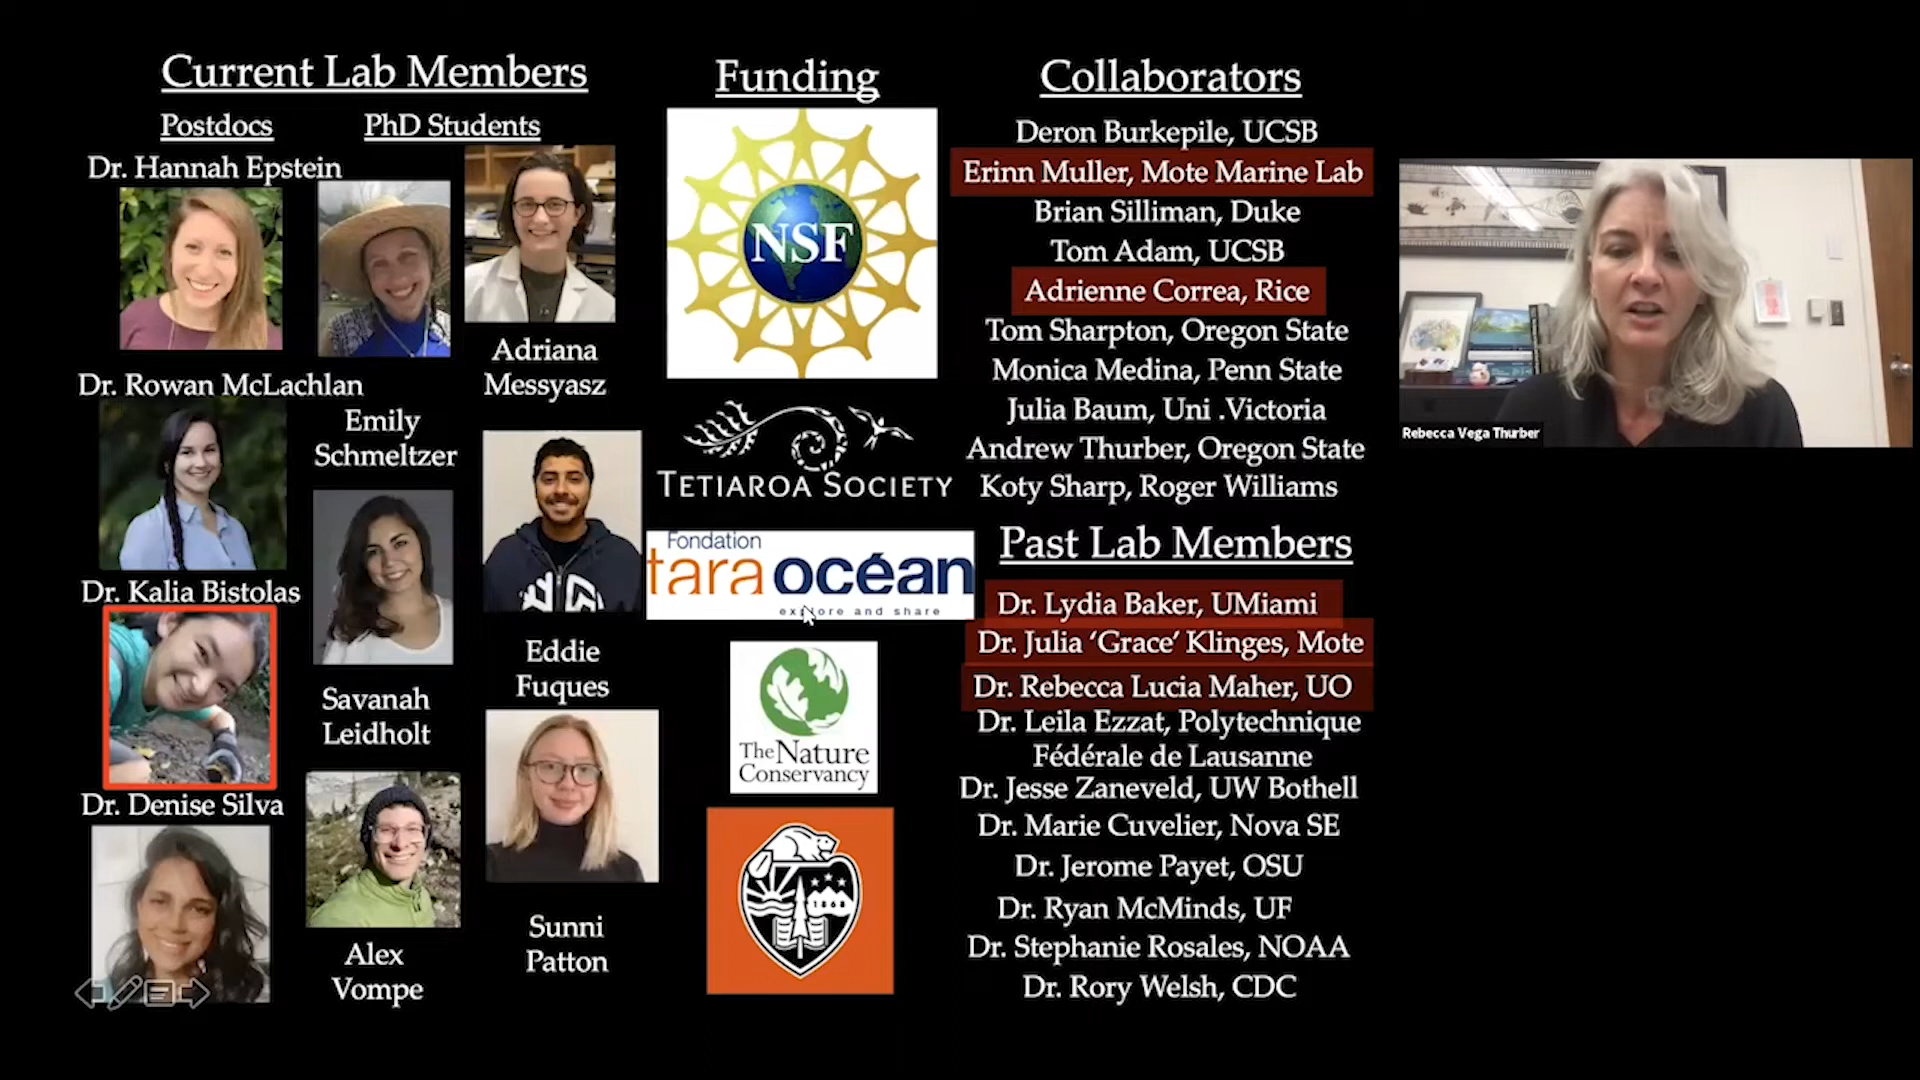 Current Lab Members
Postdocs
PhD Students
Dr. Hannah Epstein
Dr. Rowan McLachlan
Dr. Kalia Bistolas
Dr. Denise Silva
Emily
Schmeltzer
Savanah
Leidholt
Alex
Vompe
Adriana
Messyasz
Eddie
Fuques
Sunni
Patton
Funding
NSF
TETIAROA SOCIETY
Fondation
tara océan
explore and share
The Nature
Conservancy
Collaborators
Deron Burkepile, UCSB
Erinn Muller, Mote Marine Lab
Brian Silliman, Duke
Tom Adam, UCSB
Adrienne Correa, Rice
Tom Sharpton, Oregon State
Monica Medina, Penn State
Julia Baum, Uni .Victoria
Andrew Thurber, Oregon State
Koty Sharp, Roger Williams
Past Lab Members
Dr. Lydia Baker, UMiami
Dr. Julia ‘Grace’ Klinges, Mote
Dr. Rebecca Lucia Maher, UO
Dr. Leila Ezzat, Polytechnique
Fédérale de Lausanne
Dr. Jesse Zaneveld, UW Bothell
Dr. Marie Cuvelier, Nova SE
Dr. Jerome Payet, OSU
Dr. Ryan McMinds, UF
Dr. Stephanie Rosales, NOAA
Dr. Rory Welsh, CDC
Rebecca Vega Thurber